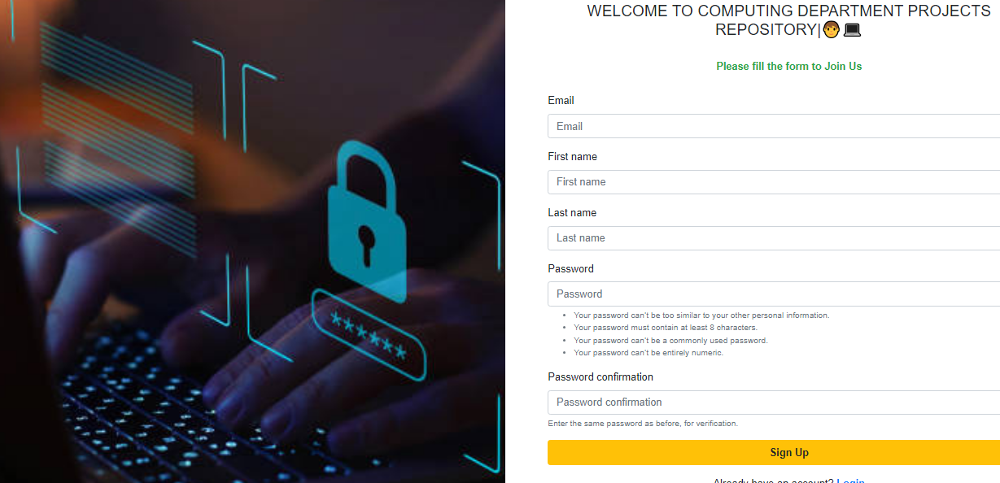 WELCOME TO COMPUTING DEPARTMENT PROJECTS
REPOSITORY|🧑💻
Please fill the form to Join Us
Email
Email
First name
First name
Last name
Last name
Password
Password
Your password can't be too similar to your other personal information.
Your password must contain at least 8 characters.
Your password can't be a commonly used password.
Your password can't be entirely numeric.
Password confirmation
Password confirmation
Enter the same password as before, for verification.
Sign Up
Already have an account? Login
******